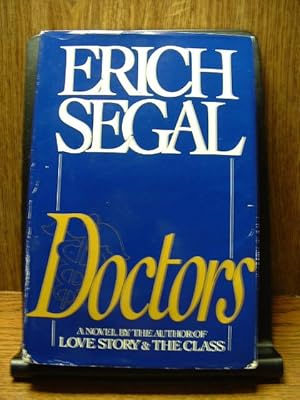 ERICH
SEGAL
Doctors
A NOVEL BY THE AUTHOR OF
LOVE STORY & THE CLASS